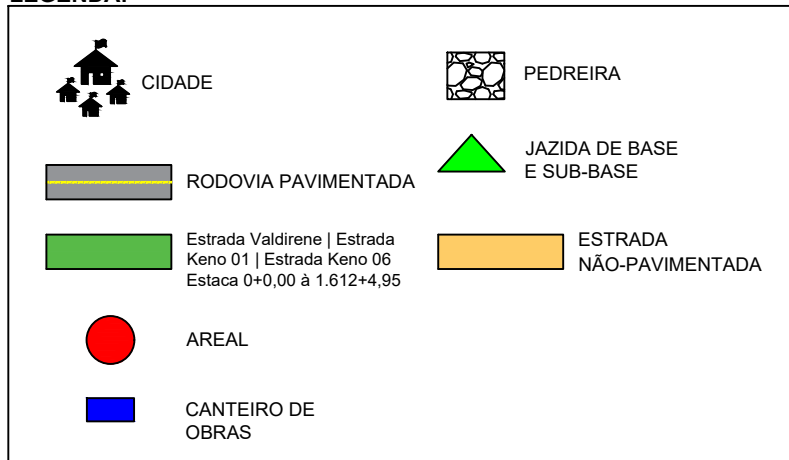 LEGENDA:
CIDADE
PEDREIRA
RODOVIA PAVIMENTADA
JAZIDA DE BASE
E SUB-BASE
Estrada Valdirene | Estrada
Keno 01 | Estrada Keno 06
Estaca 0+0,00 à 1.612+4,95
ESTRADA
NÃO-PAVIMENTADA
AREAL
CANTEIRO DE
OBRAS